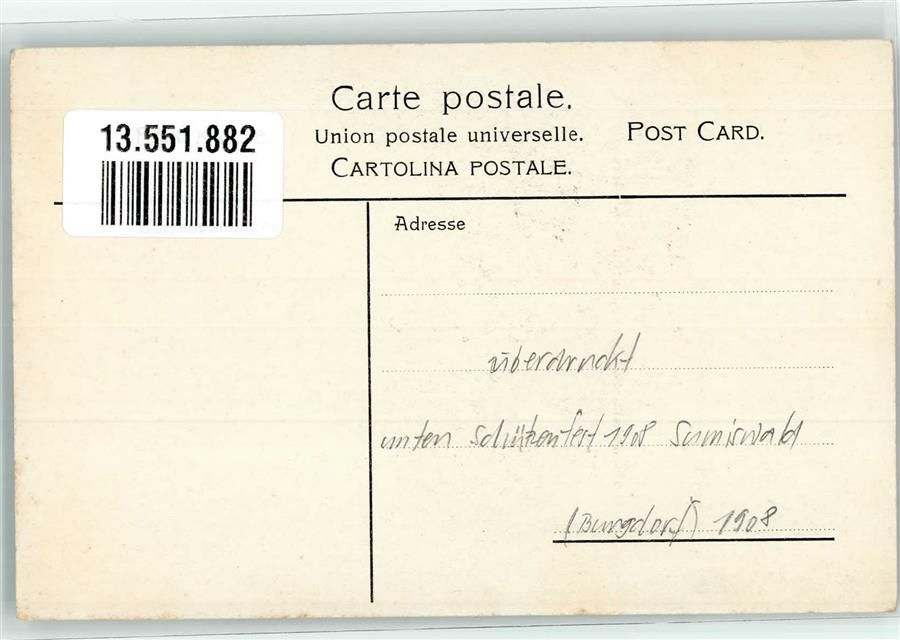 Carte postale.
Union postale universelle. POST CARD.
CARTOLINA POSTALE.
13.551.882
Adresse
überdruckt
unten Schützenfest 1908 Sumiswald
(Burgdorf) 1908